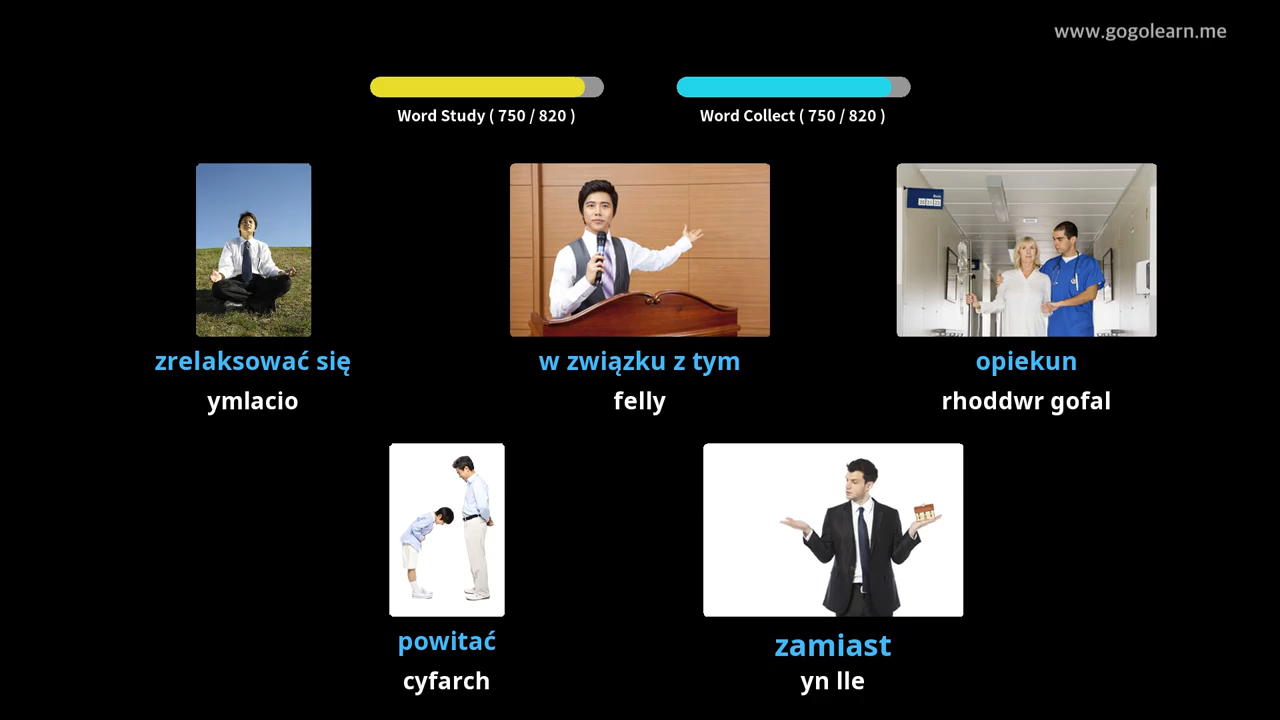 www.gogolearn.me
Word Study ( 750 / 820 )
Word Collect ( 750 / 820 )
zrelaksować się
ymlacio
w związku z tym
felly
opiekun
rhoddwr gofal
powitać
cyfarch
zamiast
yn lle